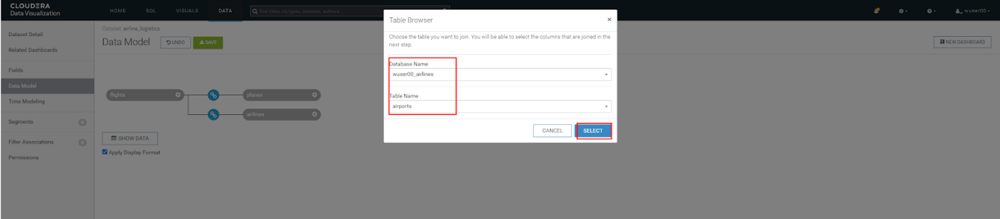 CLOUDERA
Data Visualization
HOME
SQL
VISUALS
DATA
find titles, viz types, datasets, authors...
wuser00
Dataset Detail
Related Dashboards
Fields
Data Model
Time Modeling
Segments
0
Filter Associations
0
Permissions
Dataset: airline_logistics
Data Model
UNDO
SAVE
NEW DASHBOARD
flights
planes
airlines
SHOW DATA
Apply Display Format
Table Browser
×
Choose the table you want to join. You will be able to select the columns that are joined in the
next step.
Database Name
wuser00_airlines
Table Name
airports
CANCEL
SELECT